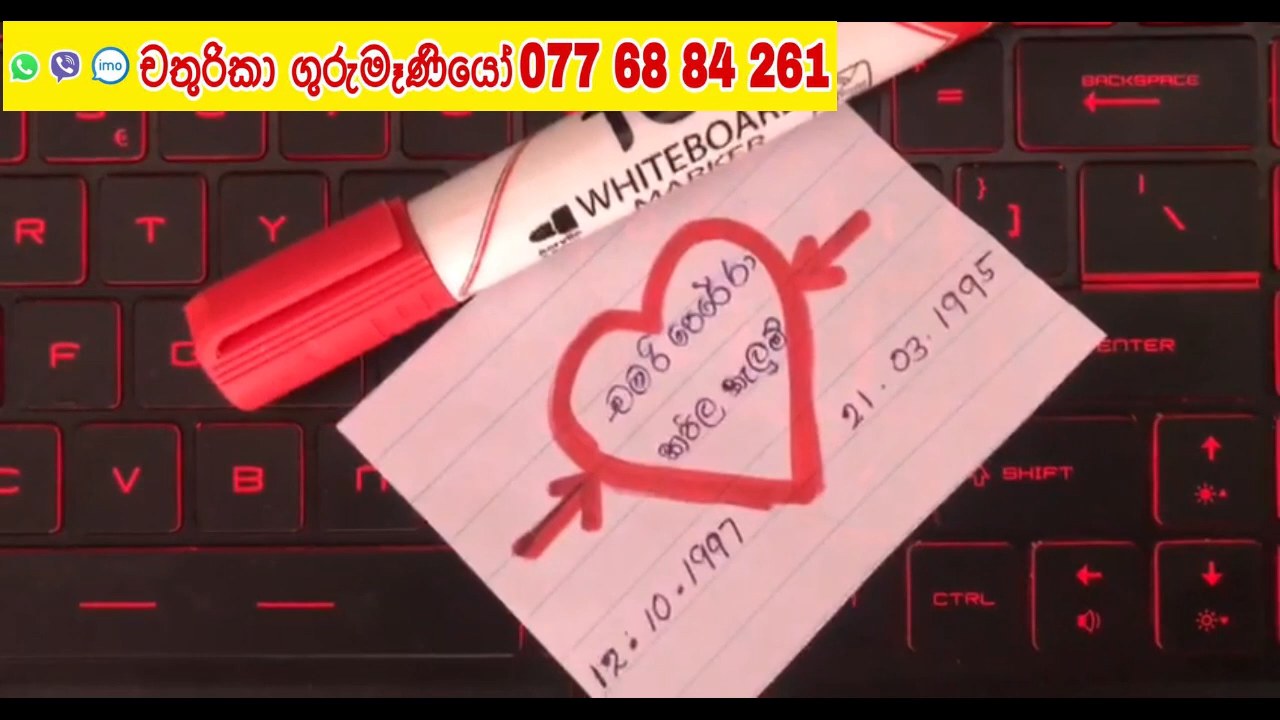 imo චතුරිකා ගුරුමෑණියෝ 077 68 84 261
BACKSPACE
=
WHITEBOARD
MARKER
R T Y
} ]
| \
චමරි පෙරේරා
කපිල කැලුම්
21.03.1995
12.10.1997
F
ENTER
C V B
SHIFT
CTRL